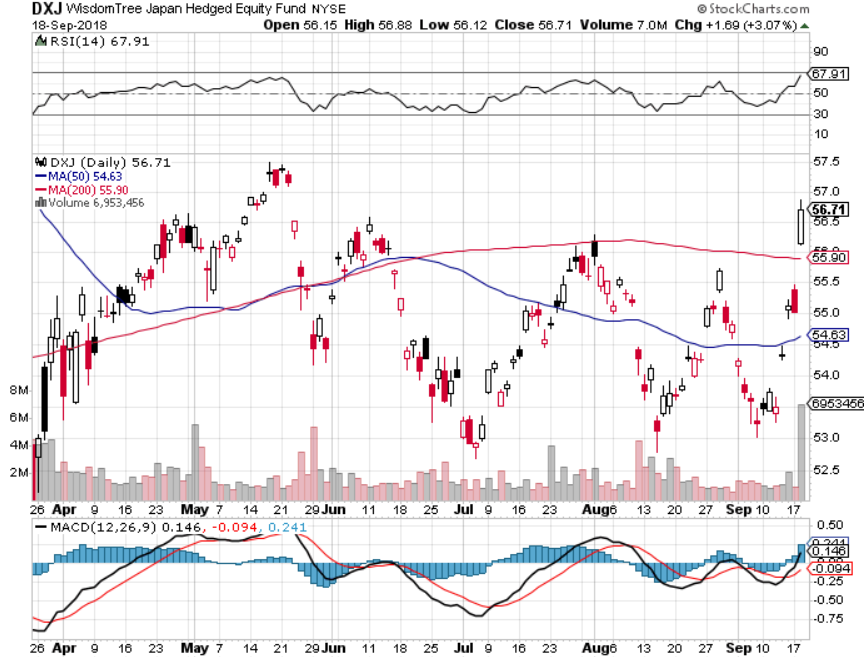 DXJ WisdomTree Japan Hedged Equity Fund NYSE © StockCharts.com
18-Sep-2018 Open 56.15 High 56.88 Low 56.12 Close 56.71 Volume 7.0M Chg +1.69 (+3.07%)
RSI(14) 67.91
90
67.91
50
30
10
DXJ (Daily) 56.71
MA(50) 54.63
MA(200) 55.90
Volume 6,953,456
57.5
57.0
56.71
56.5
55.90
55.5
55.0
54.63
54.5
54.0
6953456
53.0
52.5
8M
6M
4M
2M
26 Apr 9 16 23 May 7 14 21 29 Jun 11 18 25 Jul 9 16 23 Aug 6 13 20 27 Sep 10 17
MACD(12,26,9) 0.146, -0.094, 0.241
0.50
0.146
-0.094
-0.25
-0.50
-0.75
26 Apr 9 16 23 May 7 14 21 29 Jun 11 18 25 Jul 9 16 23 Aug 6 13 20 27 Sep 10 17